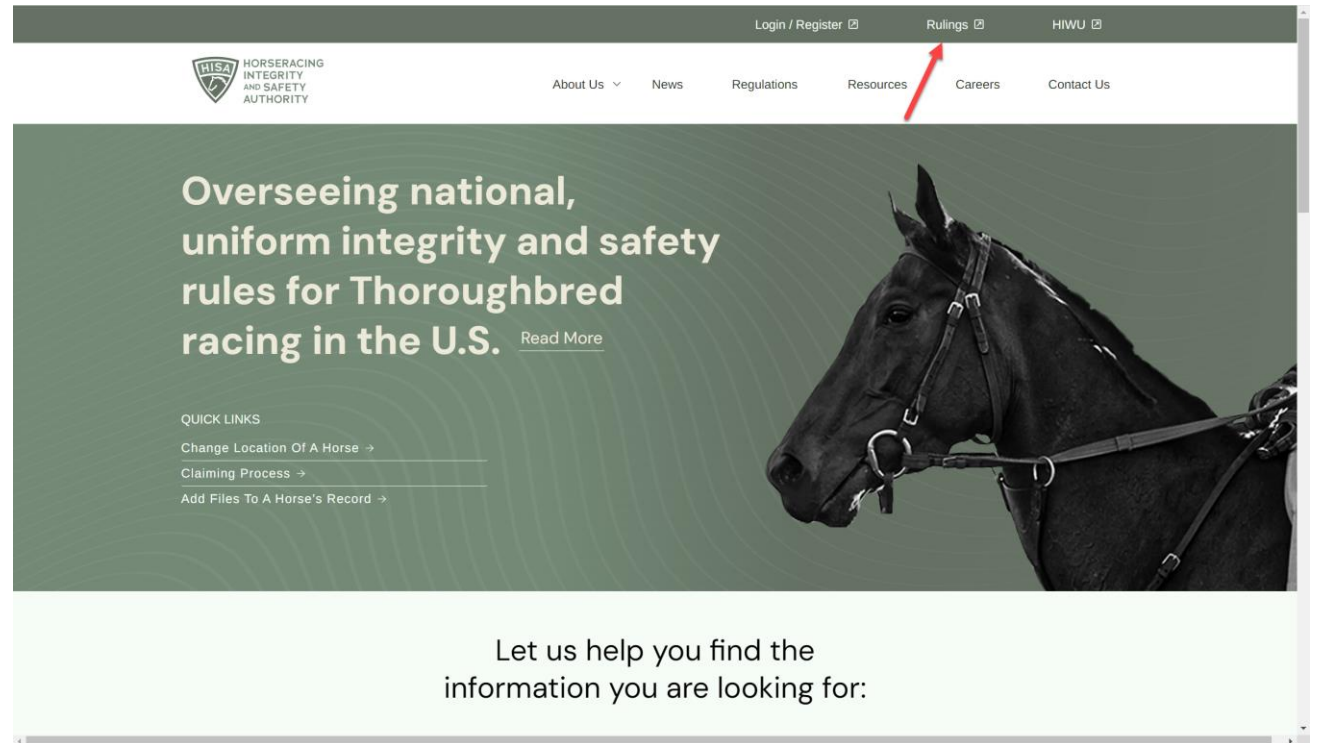 Login / Register
Rulings
HIWU
HISA
HORSERACING
INTEGRITY
AND SAFETY
AUTHORITY
About Us
News
Regulations
Resources
Careers
Contact Us
Overseeing national,
uniform integrity and safety
rules for Thoroughbred
racing in the U.S. Read More
QUICK LINKS
Change Location Of A Horse →
Claiming Process →
Add Files To A Horse's Record →
Let us help you find the
information you are looking for: